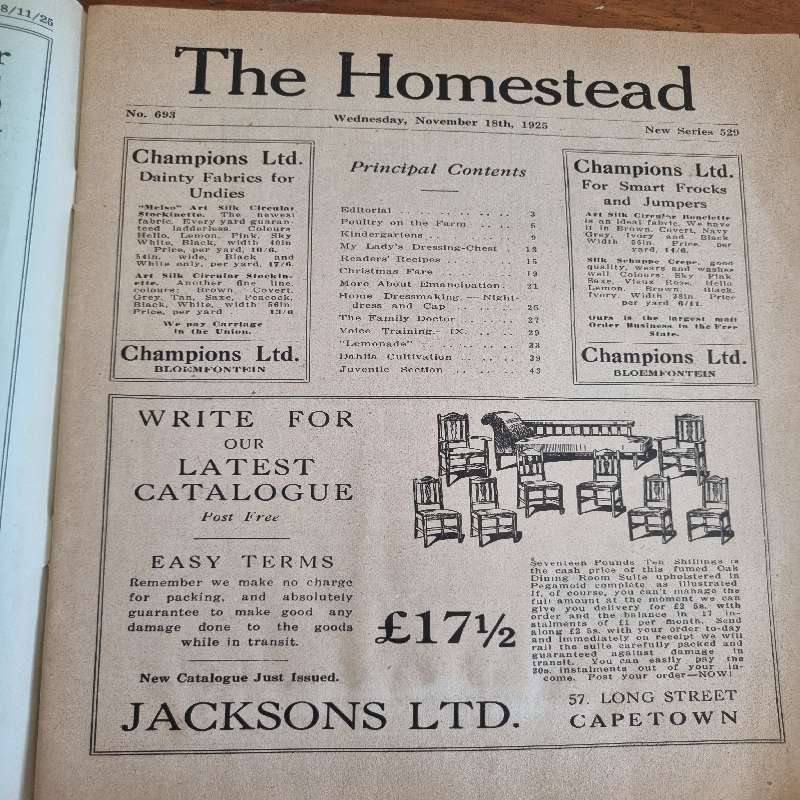 8/11/25
The Homestead
No. 693
Wednesday, November 18th, 1925
New Series 529
Champions Ltd.
Dainty Fabrics for
Undies
"Melso" Art Silk Circular
Stockinette. The newest
fabric. Every yard guaran-
teed ladderless. Colours
Hello, Lemon, Pink, Sky
White, Black, width 40in
Price, per yard, 10/6.
54in. wide, Black and
White only, per yard, 17/6.
Art Silk Circular Stockin-
ette. Another fine line,
colours: Brown, Covert,
Grey, Tan, Saxe, Peacock,
Black, White, width 56in
Price, per yard 13/6
We pay Carriage
in the Union.
Champions Ltd.
BLOEMFONTEIN
Principal Contents
Editorial 3
Poultry on the Farm 5
Kindergartens 9
My Lady's Dressing-Chest 13
Readers' Recipes 15
Christmas Fare 19
More About Emancipation 21
Home Dressmaking.—Night-
dress and Cap 25
The Family Doctor 27
Voice Training.—IX. 29
"Lemonade" 33
Dahlia Cultivation 39
Juvenile Section 43
Champions Ltd.
For Smart Frocks
and Jumpers
Art Silk Circular
is an ideal fabric. We have
it in Brown, Covert, Navy
Grey, Ivory and Black
Width 56in. Price, per
yard, 14/6.
Silk Schappe Crepe, good
quality, wears and washes
well Colours: Sky Pink
Saxe, Vieux Rose, Hello
Lemon, Brown, Black
Ivory. Width 38in. Price
per yard 6/11.
Ours is the largest mail
Order Business in the Free
State.
Champions Ltd.
BLOEMFONTEIN
WRITE FOR
OUR
LATEST
CATALOGUE
Post Free
EASY TERMS
Remember we make no charge
for packing, and absolutely
guarantee to make good any
damage done to the goods
while in transit.
New Catalogue Just Issued.
£17½
Seventeen Pounds Ten Shillings is
the cash price of this fumed Oak
Dining Room Suite upholstered in
Pegamoid complete as illustrated
If, of course, you can't manage the
full amount at the moment we can
give you delivery for £2 5s. with
order and the balance in 17 in-
stalments of £1 per month. Send
along £2 5s. with your order to-day
and immediately on receipt we will
rail the suite carefully packed and
guaranteed against damage in
transit. You can easily pay the
20s. instalments out of your in-
come. Post your order—NOW!
JACKSONS LTD.
57. LONG STREET
CAPETOWN